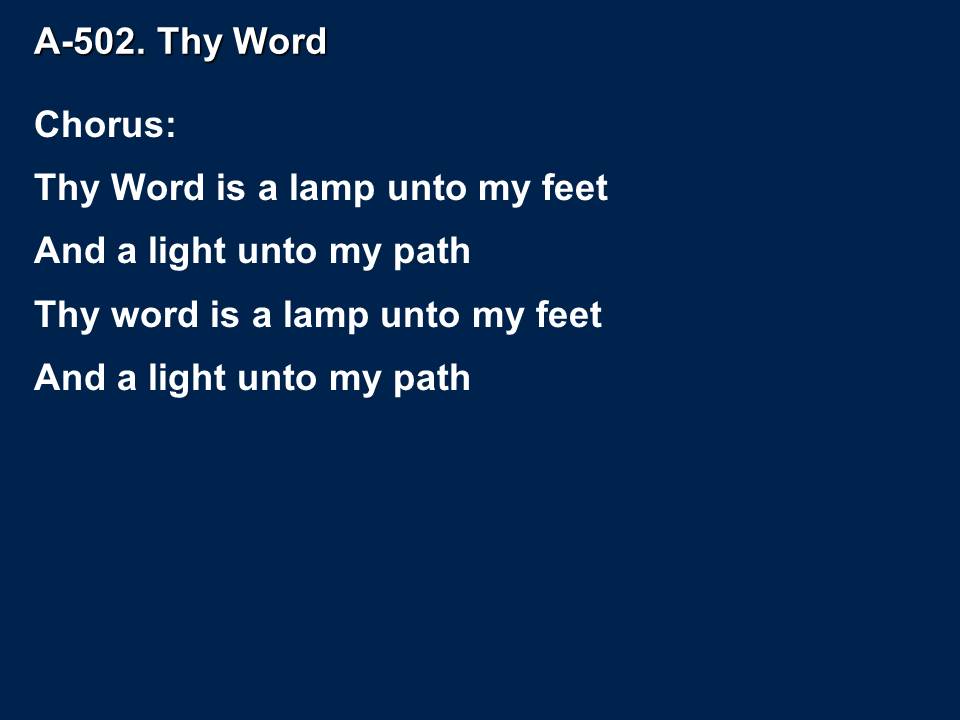 A-502. Thy Word
Chorus:
Thy Word is a lamp unto my feet
And a light unto my path
Thy word is a lamp unto my feet
And a light unto my path